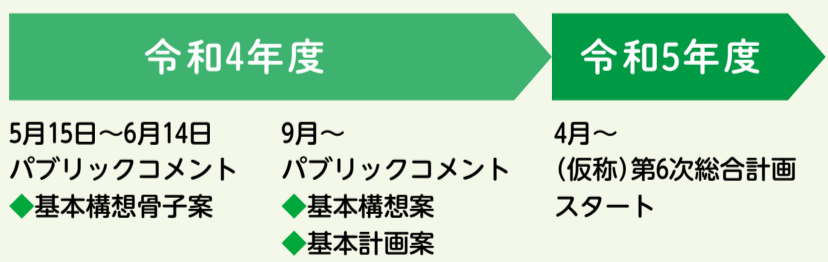 令和4年度
令和5年度
5月15日～6月14日
パブリックコメント
◆基本構想骨子案
9月～
パブリックコメント
◆基本構想案
◆基本計画案
4月～
(仮称)第6次総合計画
スタート